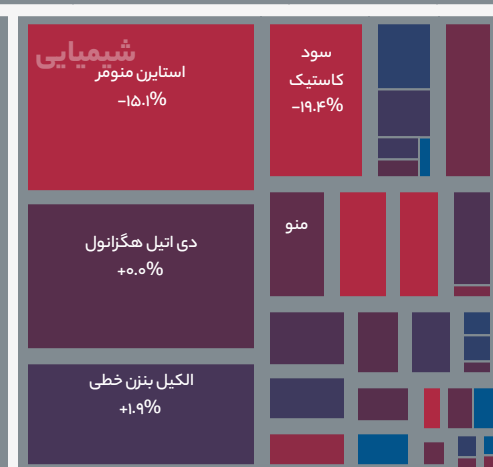 شیمیایی
استایرن منومر
-۱۵.۱%
سود
کاستیک
-۱۹.۴%
دی اتیل هگزانول
+۰.۰%
منو
الکیل بنزن خطی
+۱.۹%